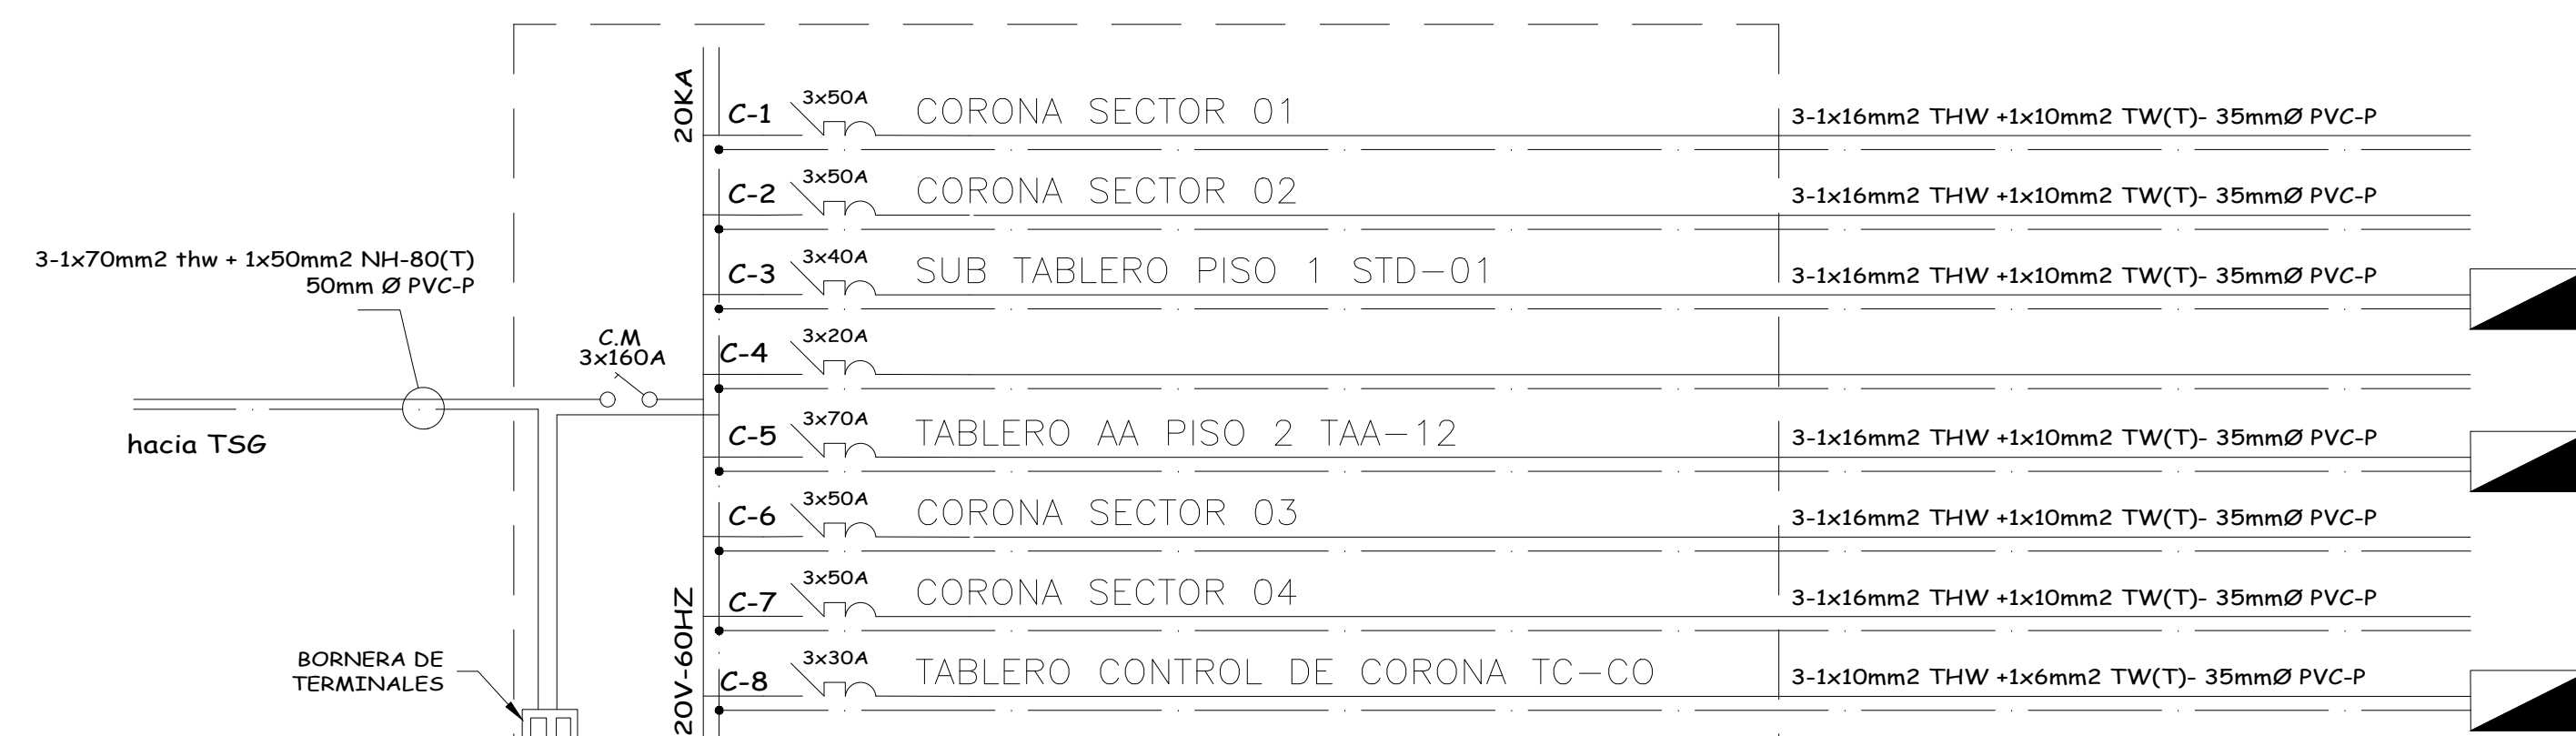 20KA
C-1 3x50A CORONA SECTOR 01 3-1x16mm2 THW +1x10mm2 TW(T)- 35mmØ PVC-P
C-2 3x50A CORONA SECTOR 02 3-1x16mm2 THW +1x10mm2 TW(T)- 35mmØ PVC-P
3-1x70mm2 thw + 1x50mm2 NH-80(T)
50mm Ø PVC-P
C-3 3x40A SUB TABLERO PISO 1 STD-01 3-1x16mm2 THW +1x10mm2 TW(T)- 35mmØ PVC-P
C.M
3x160A
C-4 3x20A
hacia TSG
C-5 3x70A TABLERO AA PISO 2 TAA-12 3-1x16mm2 THW +1x10mm2 TW(T)- 35mmØ PVC-P
C-6 3x50A CORONA SECTOR 03 3-1x16mm2 THW +1x10mm2 TW(T)- 35mmØ PVC-P
C-7 3x50A CORONA SECTOR 04 3-1x16mm2 THW +1x10mm2 TW(T)- 35mmØ PVC-P
20V-60HZ
BORNERA DE
TERMINALES
C-8 3x30A TABLERO CONTROL DE CORONA TC-CO 3-1x10mm2 THW +1x6mm2 TW(T)- 35mmØ PVC-P